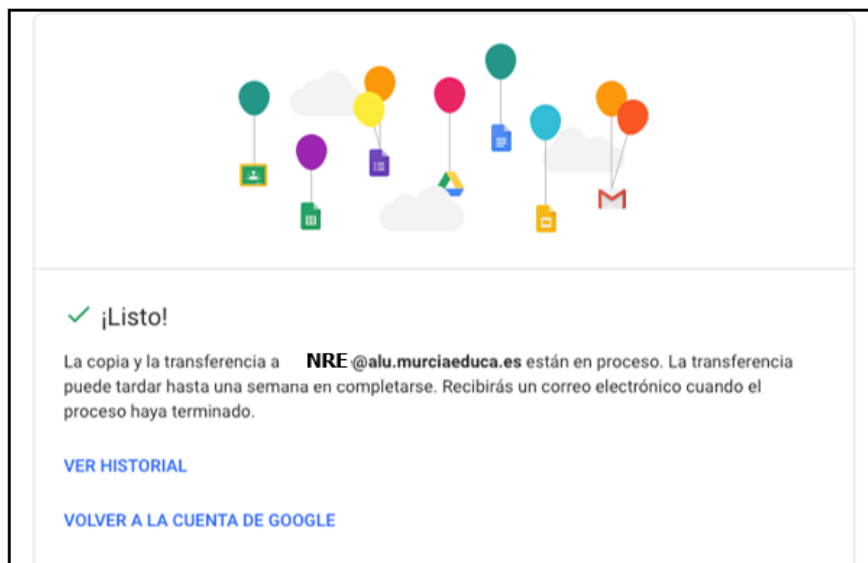 ¡Listo!
La copia y la transferencia a NRE @alu.murciaeduca.es están en proceso. La transferencia
puede tardar hasta una semana en completarse. Recibirás un correo electrónico cuando el
proceso haya terminado.
VER HISTORIAL
VOLVER A LA CUENTA DE GOOGLE